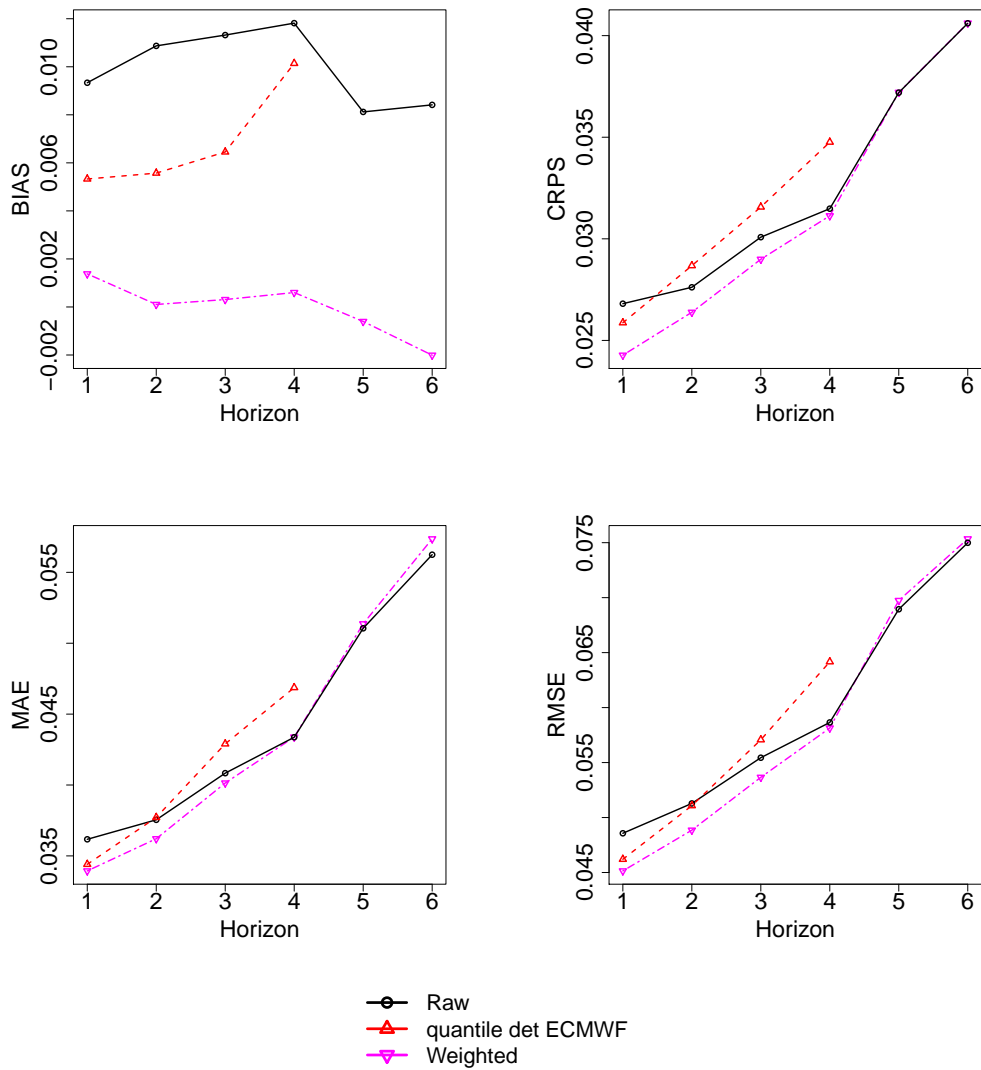 BIAS
0.010
0.006
0.002
−0.002
1 2 3 4 5 6
Horizon
CRPS
0.040
0.035
0.030
0.025
1 2 3 4 5 6
Horizon
MAE
0.055
0.045
0.035
1 2 3 4 5 6
Horizon
RMSE
0.075
0.065
0.055
0.045
1 2 3 4 5 6
Horizon
Raw
quantile det ECMWF
Weighted